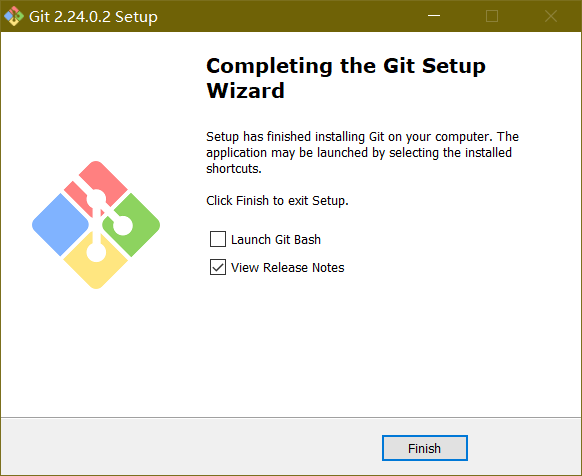 Git 2.24.0.2 Setup
Completing the Git Setup
Wizard
Setup has finished installing Git on your computer. The
application may be launched by selecting the installed
shortcuts.
Click Finish to exit Setup.
Launch Git Bash
View Release Notes
Finish